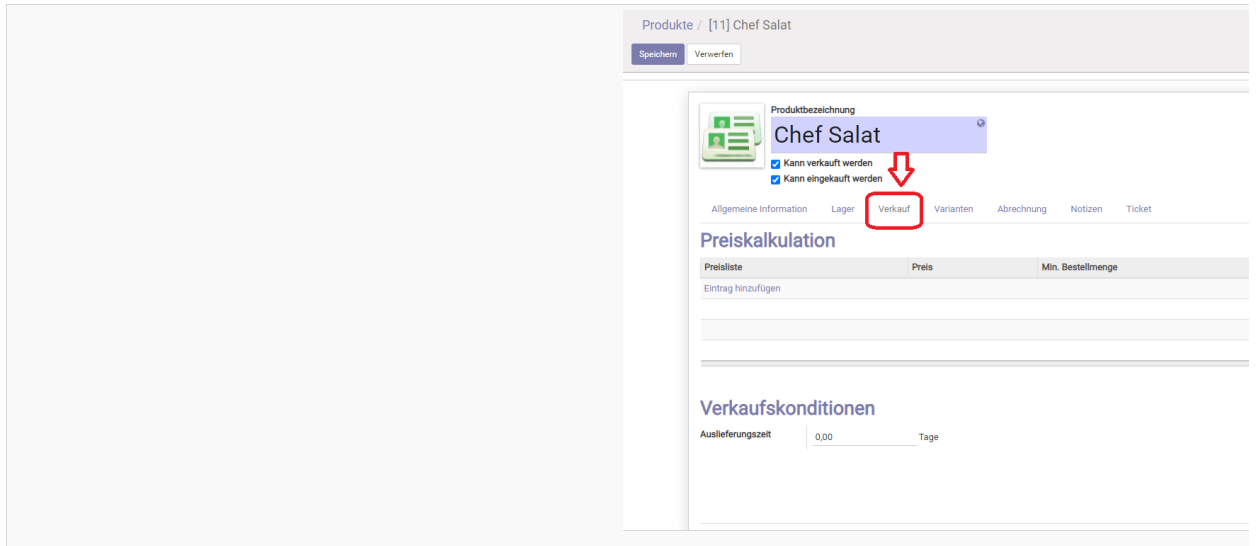 Produkte / [11] Chef Salat
Speichern Verwerfen
Produktbezeichnung
Chef Salat
Kann verkauft werden
Kann eingekauft werden
Allgemeine Information Lager Verkauf Varianten Abrechnung Notizen Ticket
Preiskalkulation
Preisliste Preis Min. Bestellmenge
Eintrag hinzufügen
Verkaufskonditionen
Auslieferungszeit 0,00 Tage